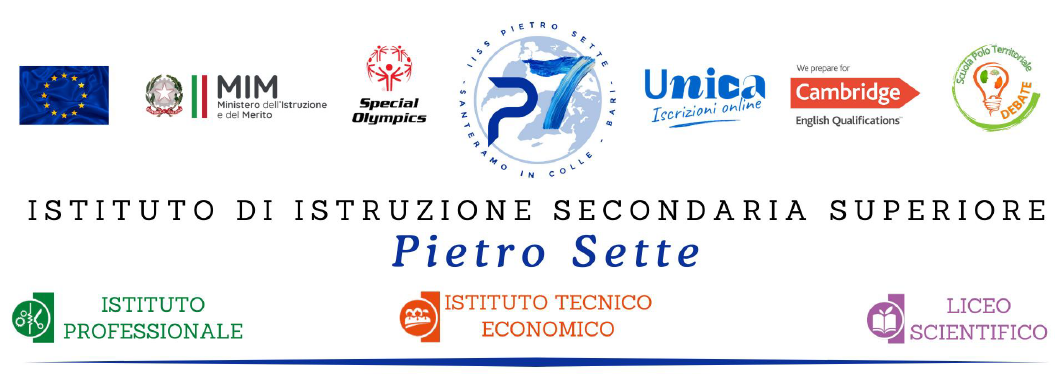 IISS PIETRO SETTE - BARI - SANTERAMO IN COLLE -
P7
MIM
Ministero dell'Istruzione
e del Merito
Special
Olympics
Unica
Iscrizioni online
We prepare for
Cambridge
English Qualifications™
Scuola Polo Territoriale
DEBATE
ISTITUTO DI ISTRUZIONE SECONDARIA SUPERIORE
Pietro Sette
ISTITUTO
PROFESSIONALE
ISTITUTO TECNICO
ECONOMICO
LICEO
SCIENTIFICO